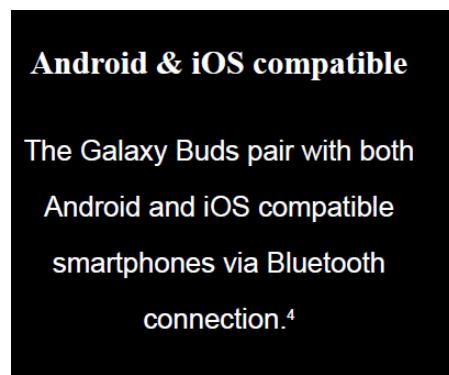 Android & iOS compatible
The Galaxy Buds pair with both
Android and iOS compatible
smartphones via Bluetooth
connection.⁴